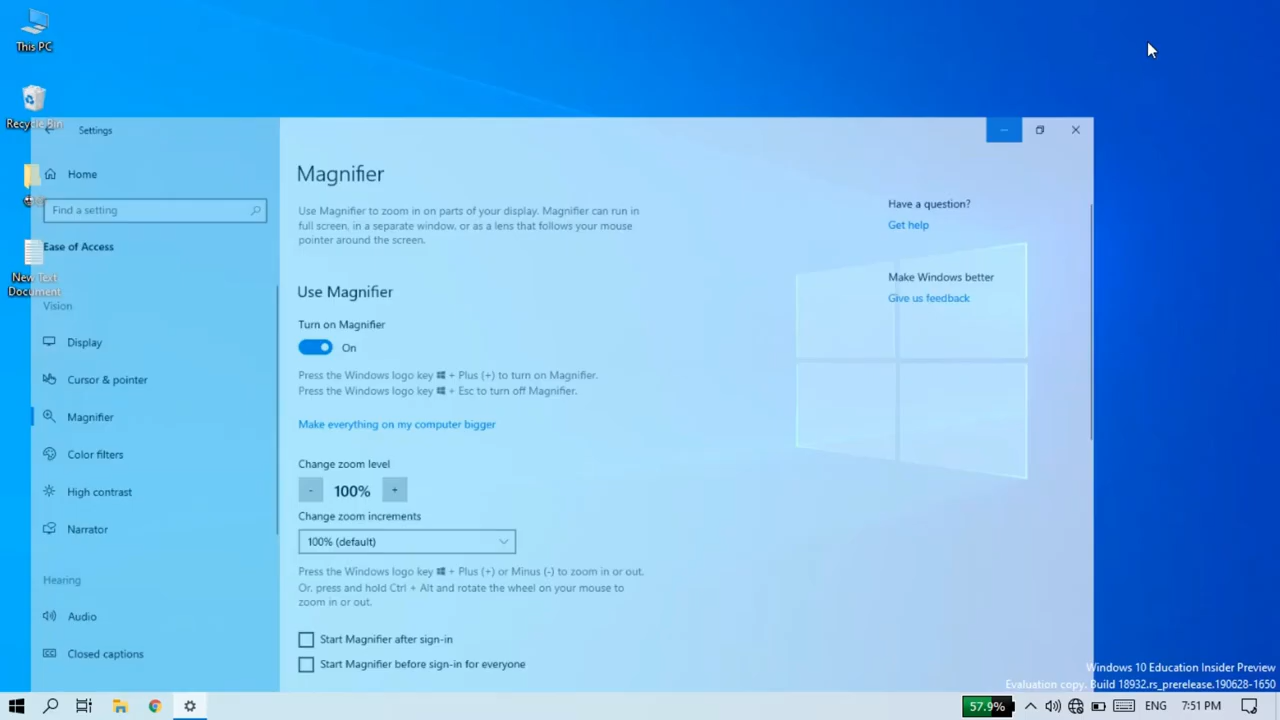 This PC
Recycle Bin
New Text
Document
Settings
Home
Find a setting
Ease of Access
Vision
Display
Cursor & pointer
Magnifier
Color filters
High contrast
Narrator
Hearing
Audio
Closed captions
Magnifier
Use Magnifier to zoom in on parts of your display. Magnifier can run in
full screen, in a separate window, or as a lens that follows your mouse
pointer around the screen.
Use Magnifier
Turn on Magnifier
On
Press the Windows logo key + Plus (+) to turn on Magnifier.
Press the Windows logo key + Esc to turn off Magnifier.
Make everything on my computer bigger
Change zoom level
- 100% +
Change zoom increments
100% (default)
Press the Windows logo key + Plus (+) or Minus (-) to zoom in or out.
Or, press and hold Ctrl + Alt and rotate the wheel on your mouse to
zoom in or out.
Start Magnifier after sign-in
Start Magnifier before sign-in for everyone
Have a question?
Get help
Make Windows better
Give us feedback
Windows 10 Education Insider Preview
Evaluation copy. Build 18932.rs_prerelease.190628-1650
57.9%
ENG
7:51 PM